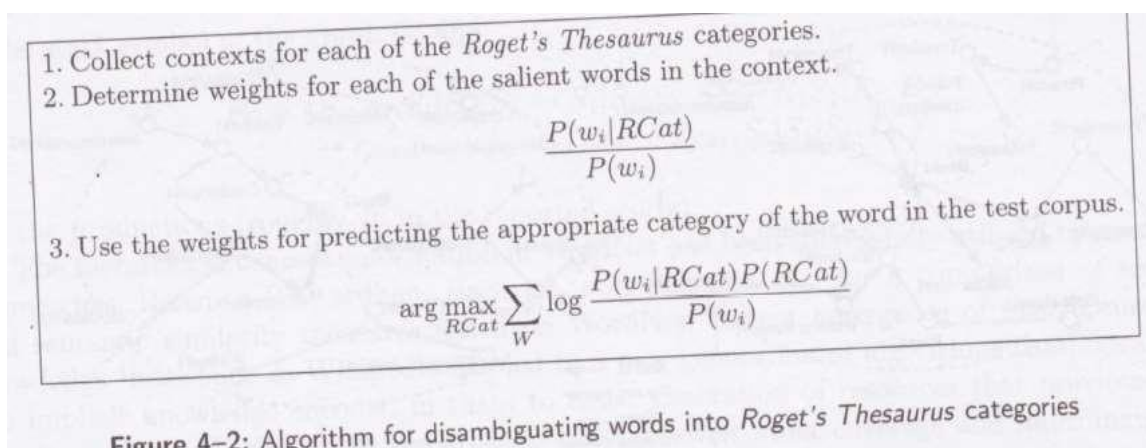 1. Collect contexts for each of the Roget's Thesaurus categories.
2. Determine weights for each of the salient words in the context.
P(w_i|RCat)
P(w_i)
3. Use the weights for predicting the appropriate category of the word in the test corpus.
arg max_{RCat} ∑_W log P(w_i|RCat)P(RCat) / P(w_i)
Figure 4–2: Algorithm for disambiguating words into Roget's Thesaurus categories